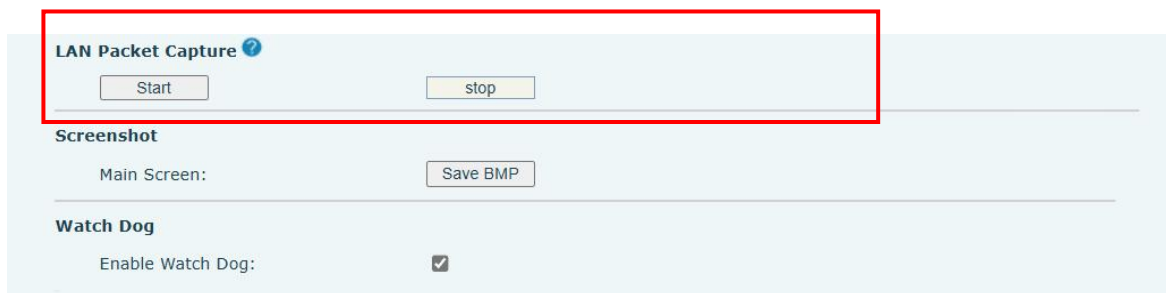 LAN Packet Capture ?
Start stop
Screenshot
Main Screen: Save BMP
Watch Dog
Enable Watch Dog: